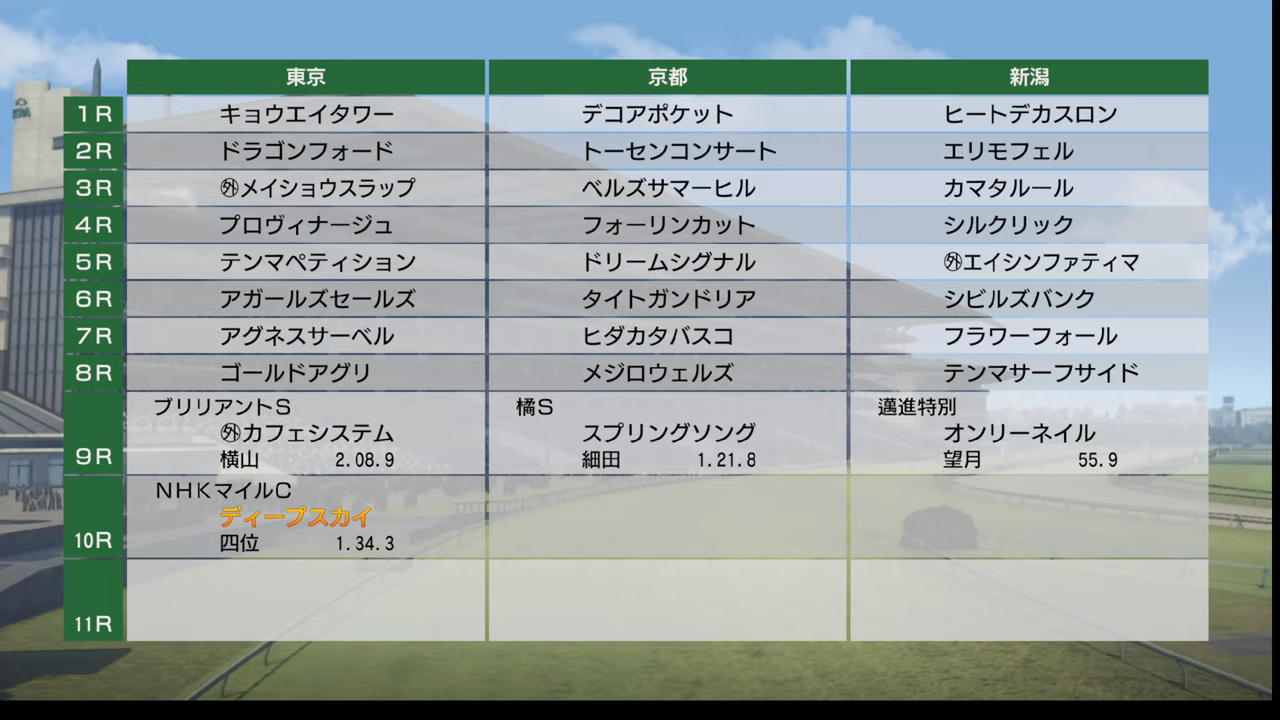 東京 京都 新潟
1R キョウエイタワー デコアポケット ヒートデカスロン
2R ドラゴンフォード トーセンコンサート エリモフェル
3R ㊕メイショウスラップ ベルズサマーヒル カマタルール
4R プロヴィナージュ フォーリンカット シルクリック
5R テンマペティション ドリームシグナル 外エイシンファティマ
6R アガールズセールズ タイトガンドリア シビルズバンク
7R アグネスサーベル ヒダカタバスコ フラワーフォール
8R ゴールドアグリ メジロウェルズ テンマサーフサイド
ブリリアントS 橘S 邁進特別
外カフェシステム スプリングソング オンリーネイル
9R 横山 2.08.9 細田 1.21.8 望月 55.9
NHKマイルC
ディープスカイ
10R 四位 1.34.3
11R